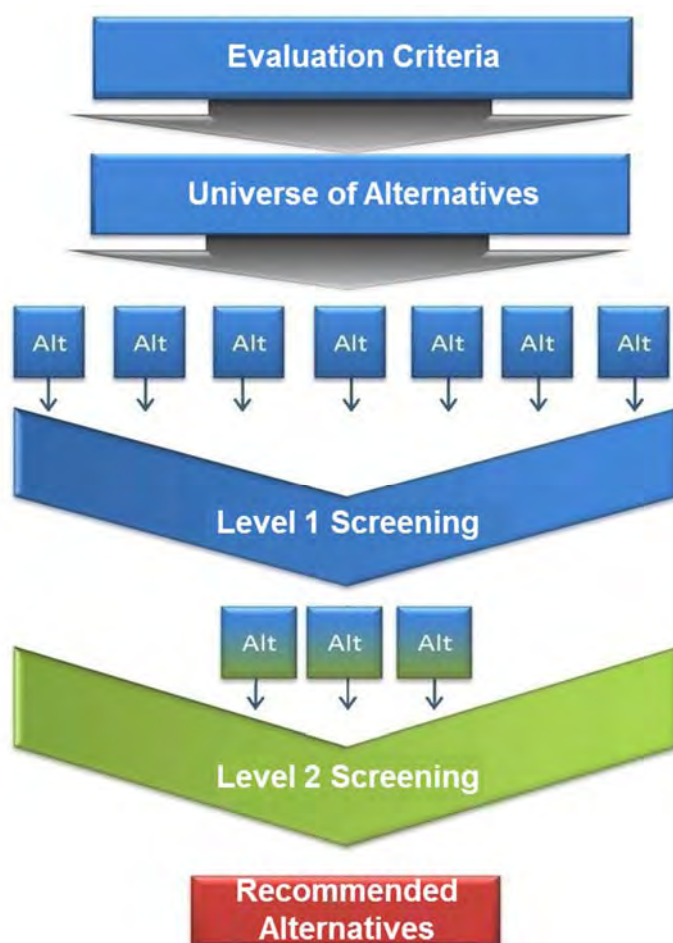 Evaluation Criteria
Universe of Alternatives
Alt Alt Alt Alt Alt Alt Alt
Level 1 Screening
Alt Alt Alt
Level 2 Screening
Recommended
Alternatives